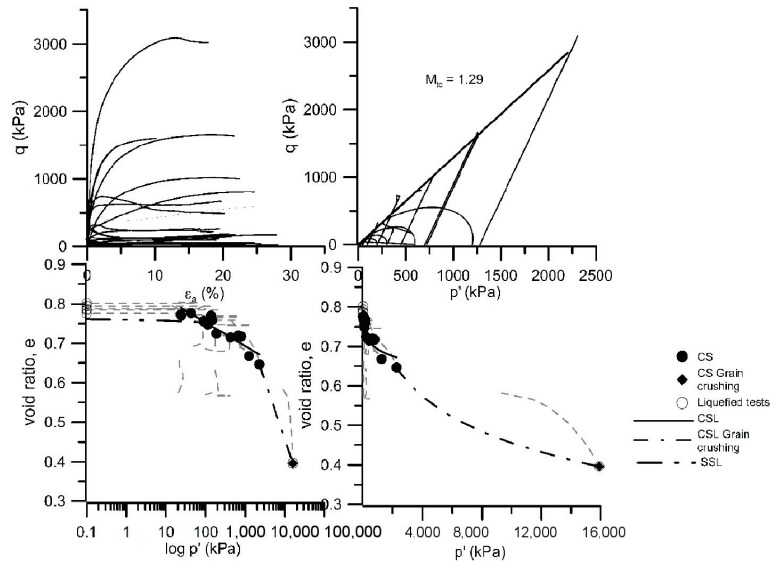 3000
2000
1000
0
q (kPa)
0 10 20 30
εa (%)
3000
2000
1000
0
q (kPa)
Mtc = 1.29
0 500 1000 1500 2000 2500
p' (kPa)
0.9
0.8
0.7
0.6
0.5
0.4
0.3
void ratio, e
0.1 1 10 100 1,000 10,000 100,000
log p' (kPa)
0.9
0.8
0.7
0.6
0.5
0.4
0.3
void ratio, e
4,000 8,000 12,000 16,000
p' (kPa)
CS
CS Grain
crushing
Liquefied tests
CSL
CSL Grain
crushing
SSL